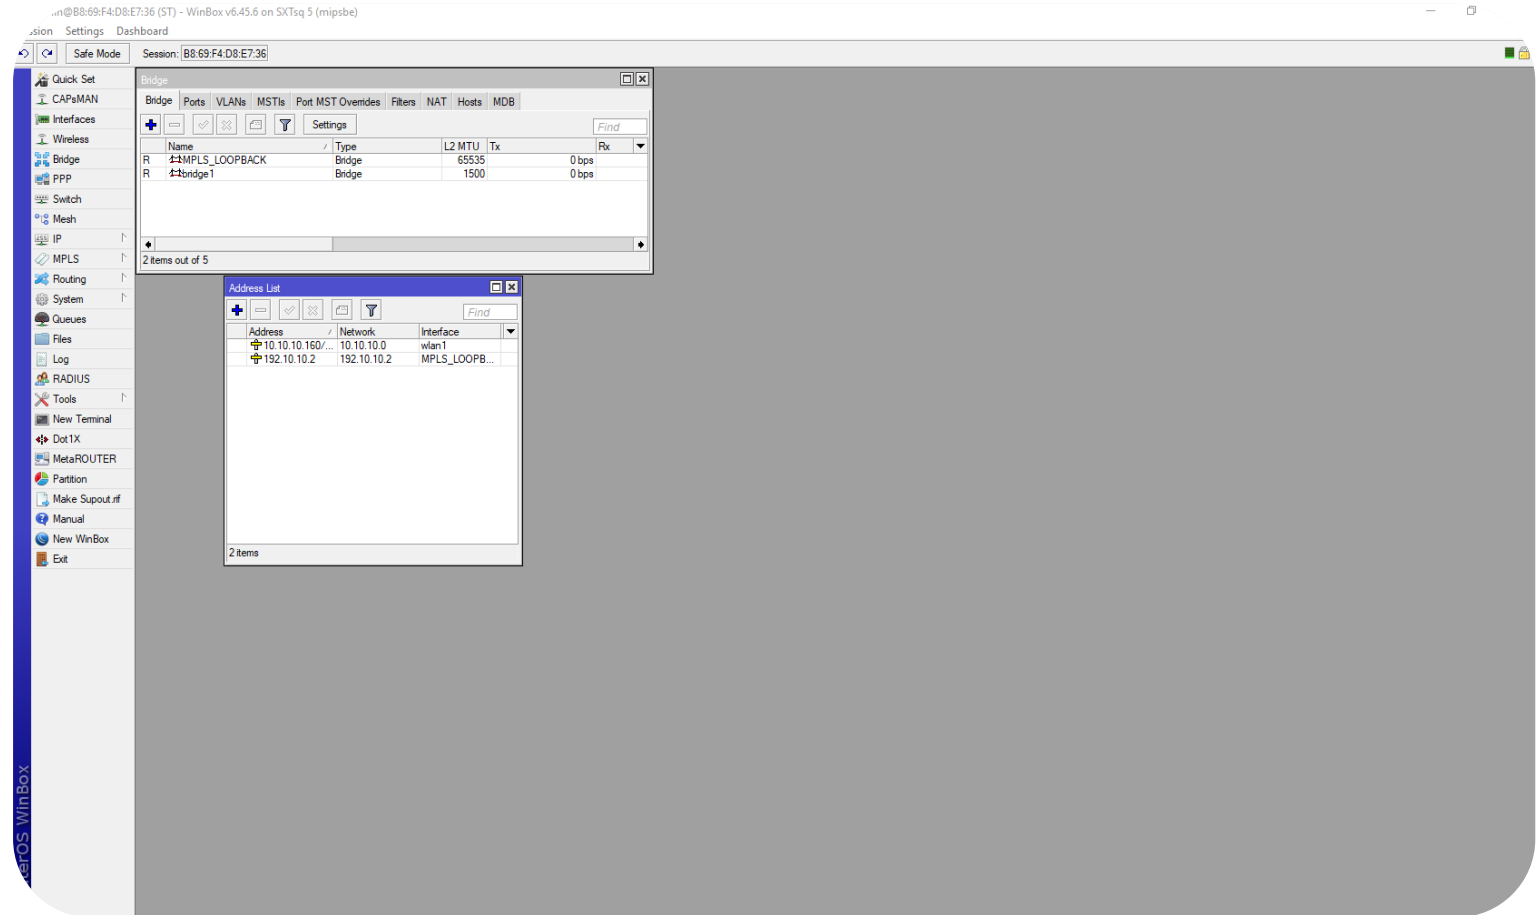 @B8:69:F4:D8:E7:36 (ST) - WinBox v6.45.6 on SXTsq 5 (mipsbe)
Settings Dashboard
Safe Mode Session: B8:69:F4:D8:E7:36
Quick Set
CAPsMAN
Interfaces
Wireless
Bridge
PPP
Switch
Mesh
IP
MPLS
Routing
System
Queues
Files
Log
RADIUS
Tools
New Terminal
Dot1X
MetaROUTER
Partition
Make Supout.rif
Manual
New WinBox
Exit
WinBox
Bridge
Bridge Ports VLANs MSTIs Port MST Overrides Filters NAT Hosts MDB
Settings Find
Name Type L2 MTU Tx Rx
R MPLS_LOOPBACK Bridge 65535 0 bps
R bridge1 Bridge 1500 0 bps
2 items out of 5
Address List
Find
Address Network Interface
10.10.10.160/... 10.10.10.0 wlan1
192.10.10.2 192.10.10.2 MPLS_LOOPB...
2 items